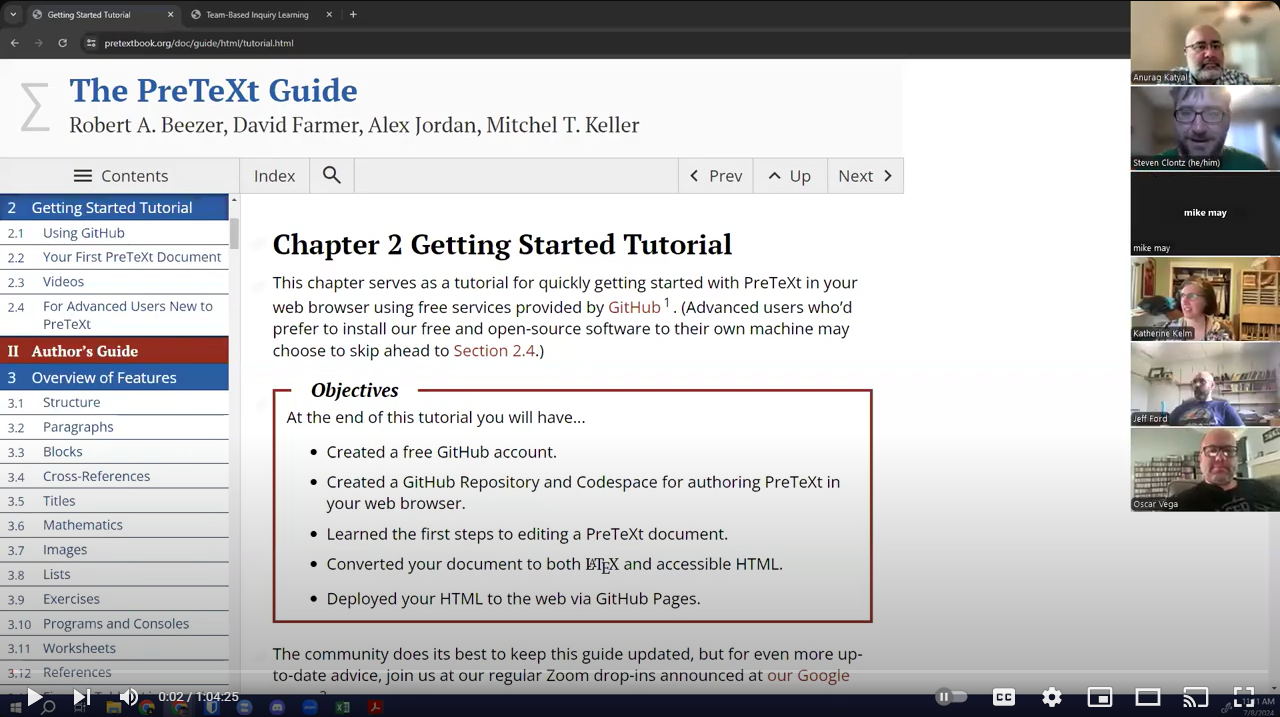 Getting Started Tutorial
Team-Based Inquiry Learning
pretextbook.org/doc/guide/html/tutorial.html
The PreTeXt Guide
Robert A. Beezer, David Farmer, Alex Jordan, Mitchel T. Keller
Contents
Index
Prev
Up
Next
2 Getting Started Tutorial
2.1 Using GitHub
2.2 Your First PreTeXt Document
2.3 Videos
2.4 For Advanced Users New to
PreTeXt
II Author's Guide
3 Overview of Features
3.1 Structure
3.2 Paragraphs
3.3 Blocks
3.4 Cross-References
3.5 Titles
3.6 Mathematics
3.7 Images
3.8 Lists
3.9 Exercises
3.10 Programs and Consoles
3.11 Worksheets
3.12 References
Chapter 2 Getting Started Tutorial
This chapter serves as a tutorial for quickly getting started with PreTeXt in your
web browser using free services provided by GitHub 1 . (Advanced users who'd
prefer to install our free and open-source software to their own machine may
choose to skip ahead to Section 2.4.)
Objectives
At the end of this tutorial you will have...
• Created a free GitHub account.
• Created a GitHub Repository and Codespace for authoring PreTeXt in
your web browser.
• Learned the first steps to editing a PreTeXt document.
• Converted your document to both LATEX and accessible HTML.
• Deployed your HTML to the web via GitHub Pages.
The community does its best to keep this guide updated, but for even more up-
to-date advice, join us at our regular Zoom drop-ins announced at our Google
Anurag Katyal
Steven Clontz (he/him)
mike may
mike may
Katherine Kelm
Jeff Ford
Oscar Vega
0:02 / 1:04:25
CC